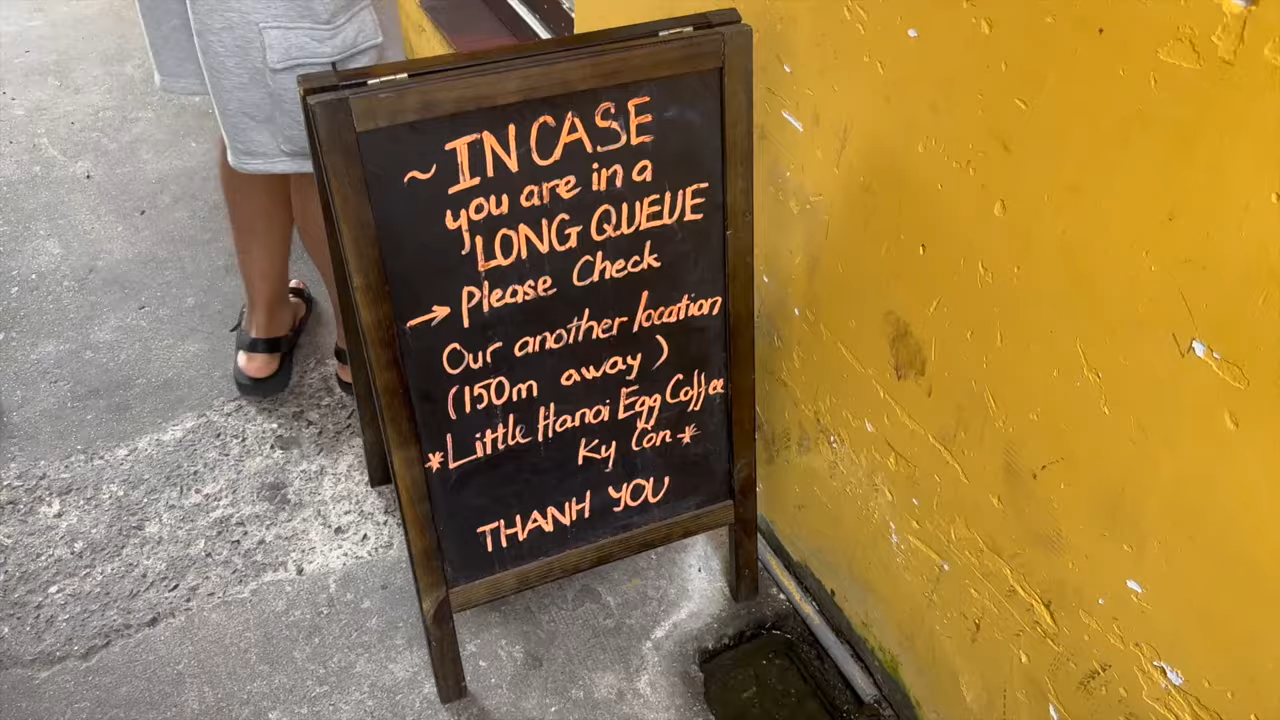 ~ IN CASE
you are in a
LONG QUEUE
→ Please Check
Our another location
(150m away)
*Little Hanoi Egg Coffee
Ky Con *
THANH YOU